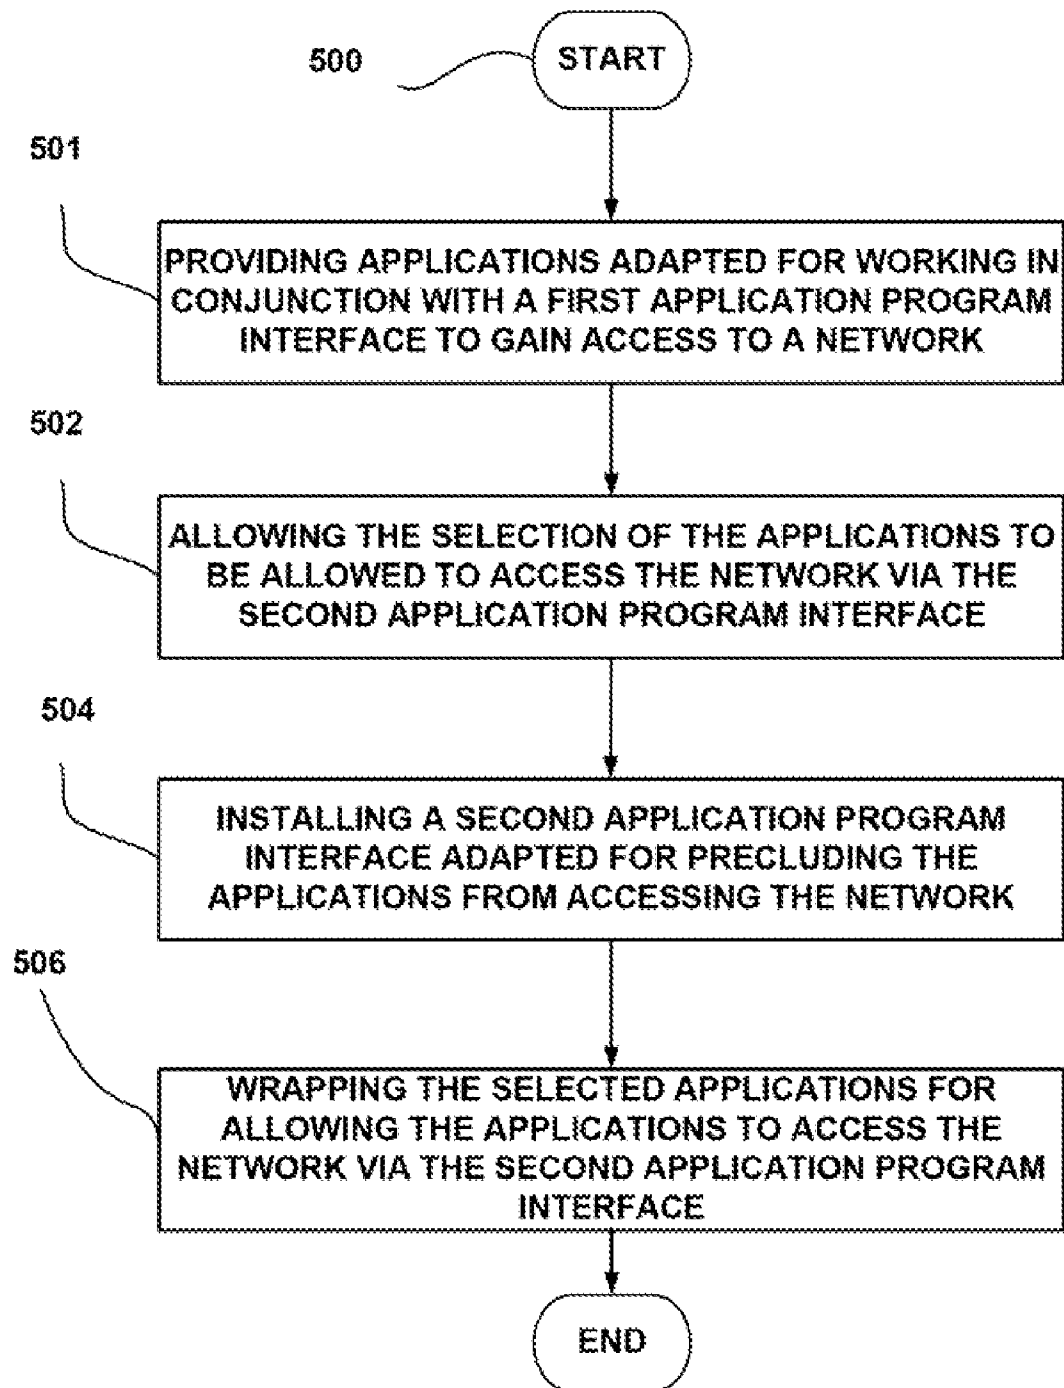 500
START
501
PROVIDING APPLICATIONS ADAPTED FOR WORKING IN
CONJUNCTION WITH A FIRST APPLICATION PROGRAM
INTERFACE TO GAIN ACCESS TO A NETWORK
502
ALLOWING THE SELECTION OF THE APPLICATIONS TO
BE ALLOWED TO ACCESS THE NETWORK VIA THE
SECOND APPLICATION PROGRAM INTERFACE
504
INSTALLING A SECOND APPLICATION PROGRAM
INTERFACE ADAPTED FOR PRECLUDING THE
APPLICATIONS FROM ACCESSING THE NETWORK
506
WRAPPING THE SELECTED APPLICATIONS FOR
ALLOWING THE APPLICATIONS TO ACCESS THE
NETWORK VIA THE SECOND APPLICATION PROGRAM
INTERFACE
END